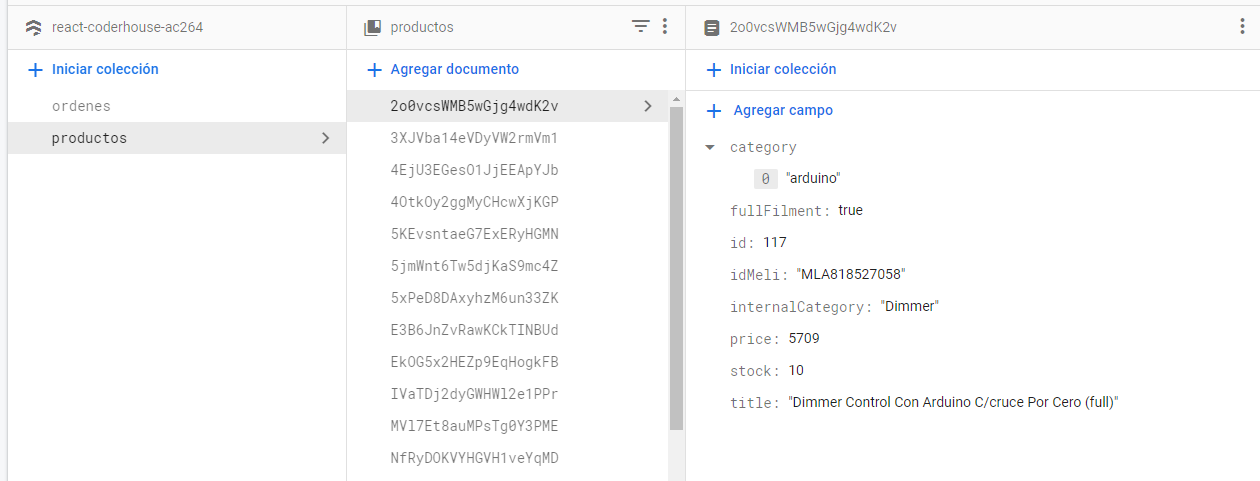 react-coderhouse-ac264
Iniciar colección
ordenes
productos
productos
Agregar documento
2o0vcsWMB5wGjg4wdK2v
3XJVba14eVDyVW2rmVm1
4EjU3EGesO1JjEEApYJb
4OtkOy2ggMyCHcwXjKGP
5KEvsntaeG7ExERyHGMN
5jmWnt6Tw5djKaS9mc4Z
5xPeD8DAxyhzM6un33ZK
E3B6JnZvRawKCkTINBUd
EkOG5x2HEZp9EqHogkFB
IVaTDj2dyGWHWl2e1PPr
MVl7Et8auMPsTg0Y3PME
NfRyDOKVYHGVH1veYqMD
2o0vcsWMB5wGjg4wdK2v
Iniciar colección
Agregar campo
category
0 "arduino"
fullFilment: true
id: 117
idMeli: "MLA818527058"
internalCategory: "Dimmer"
price: 5709
stock: 10
title: "Dimmer Control Con Arduino C/cruce Por Cero (full)"